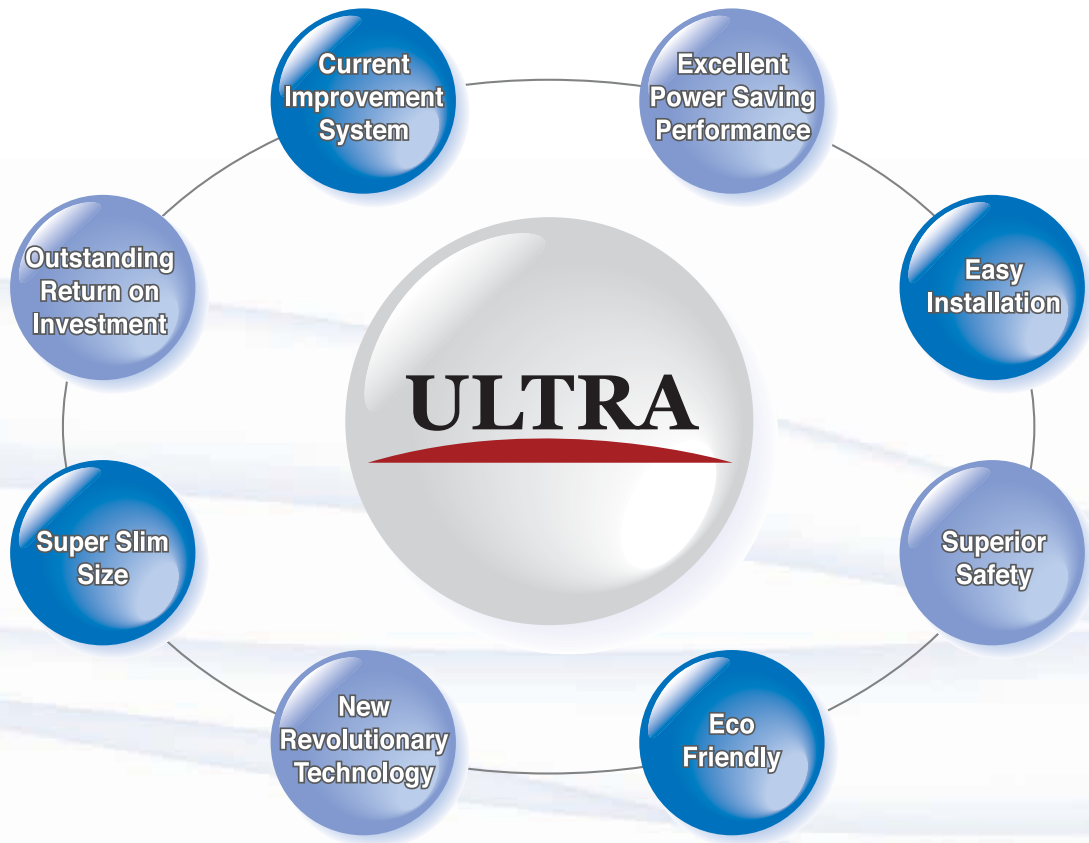 Current
Improvement
System
Excellent
Power Saving
Performance
Outstanding
Return on
Investment
Easy
Installation
ULTRA
Super Slim
Size
Superior
Safety
New
Revolutionary
Technology
Eco
Friendly